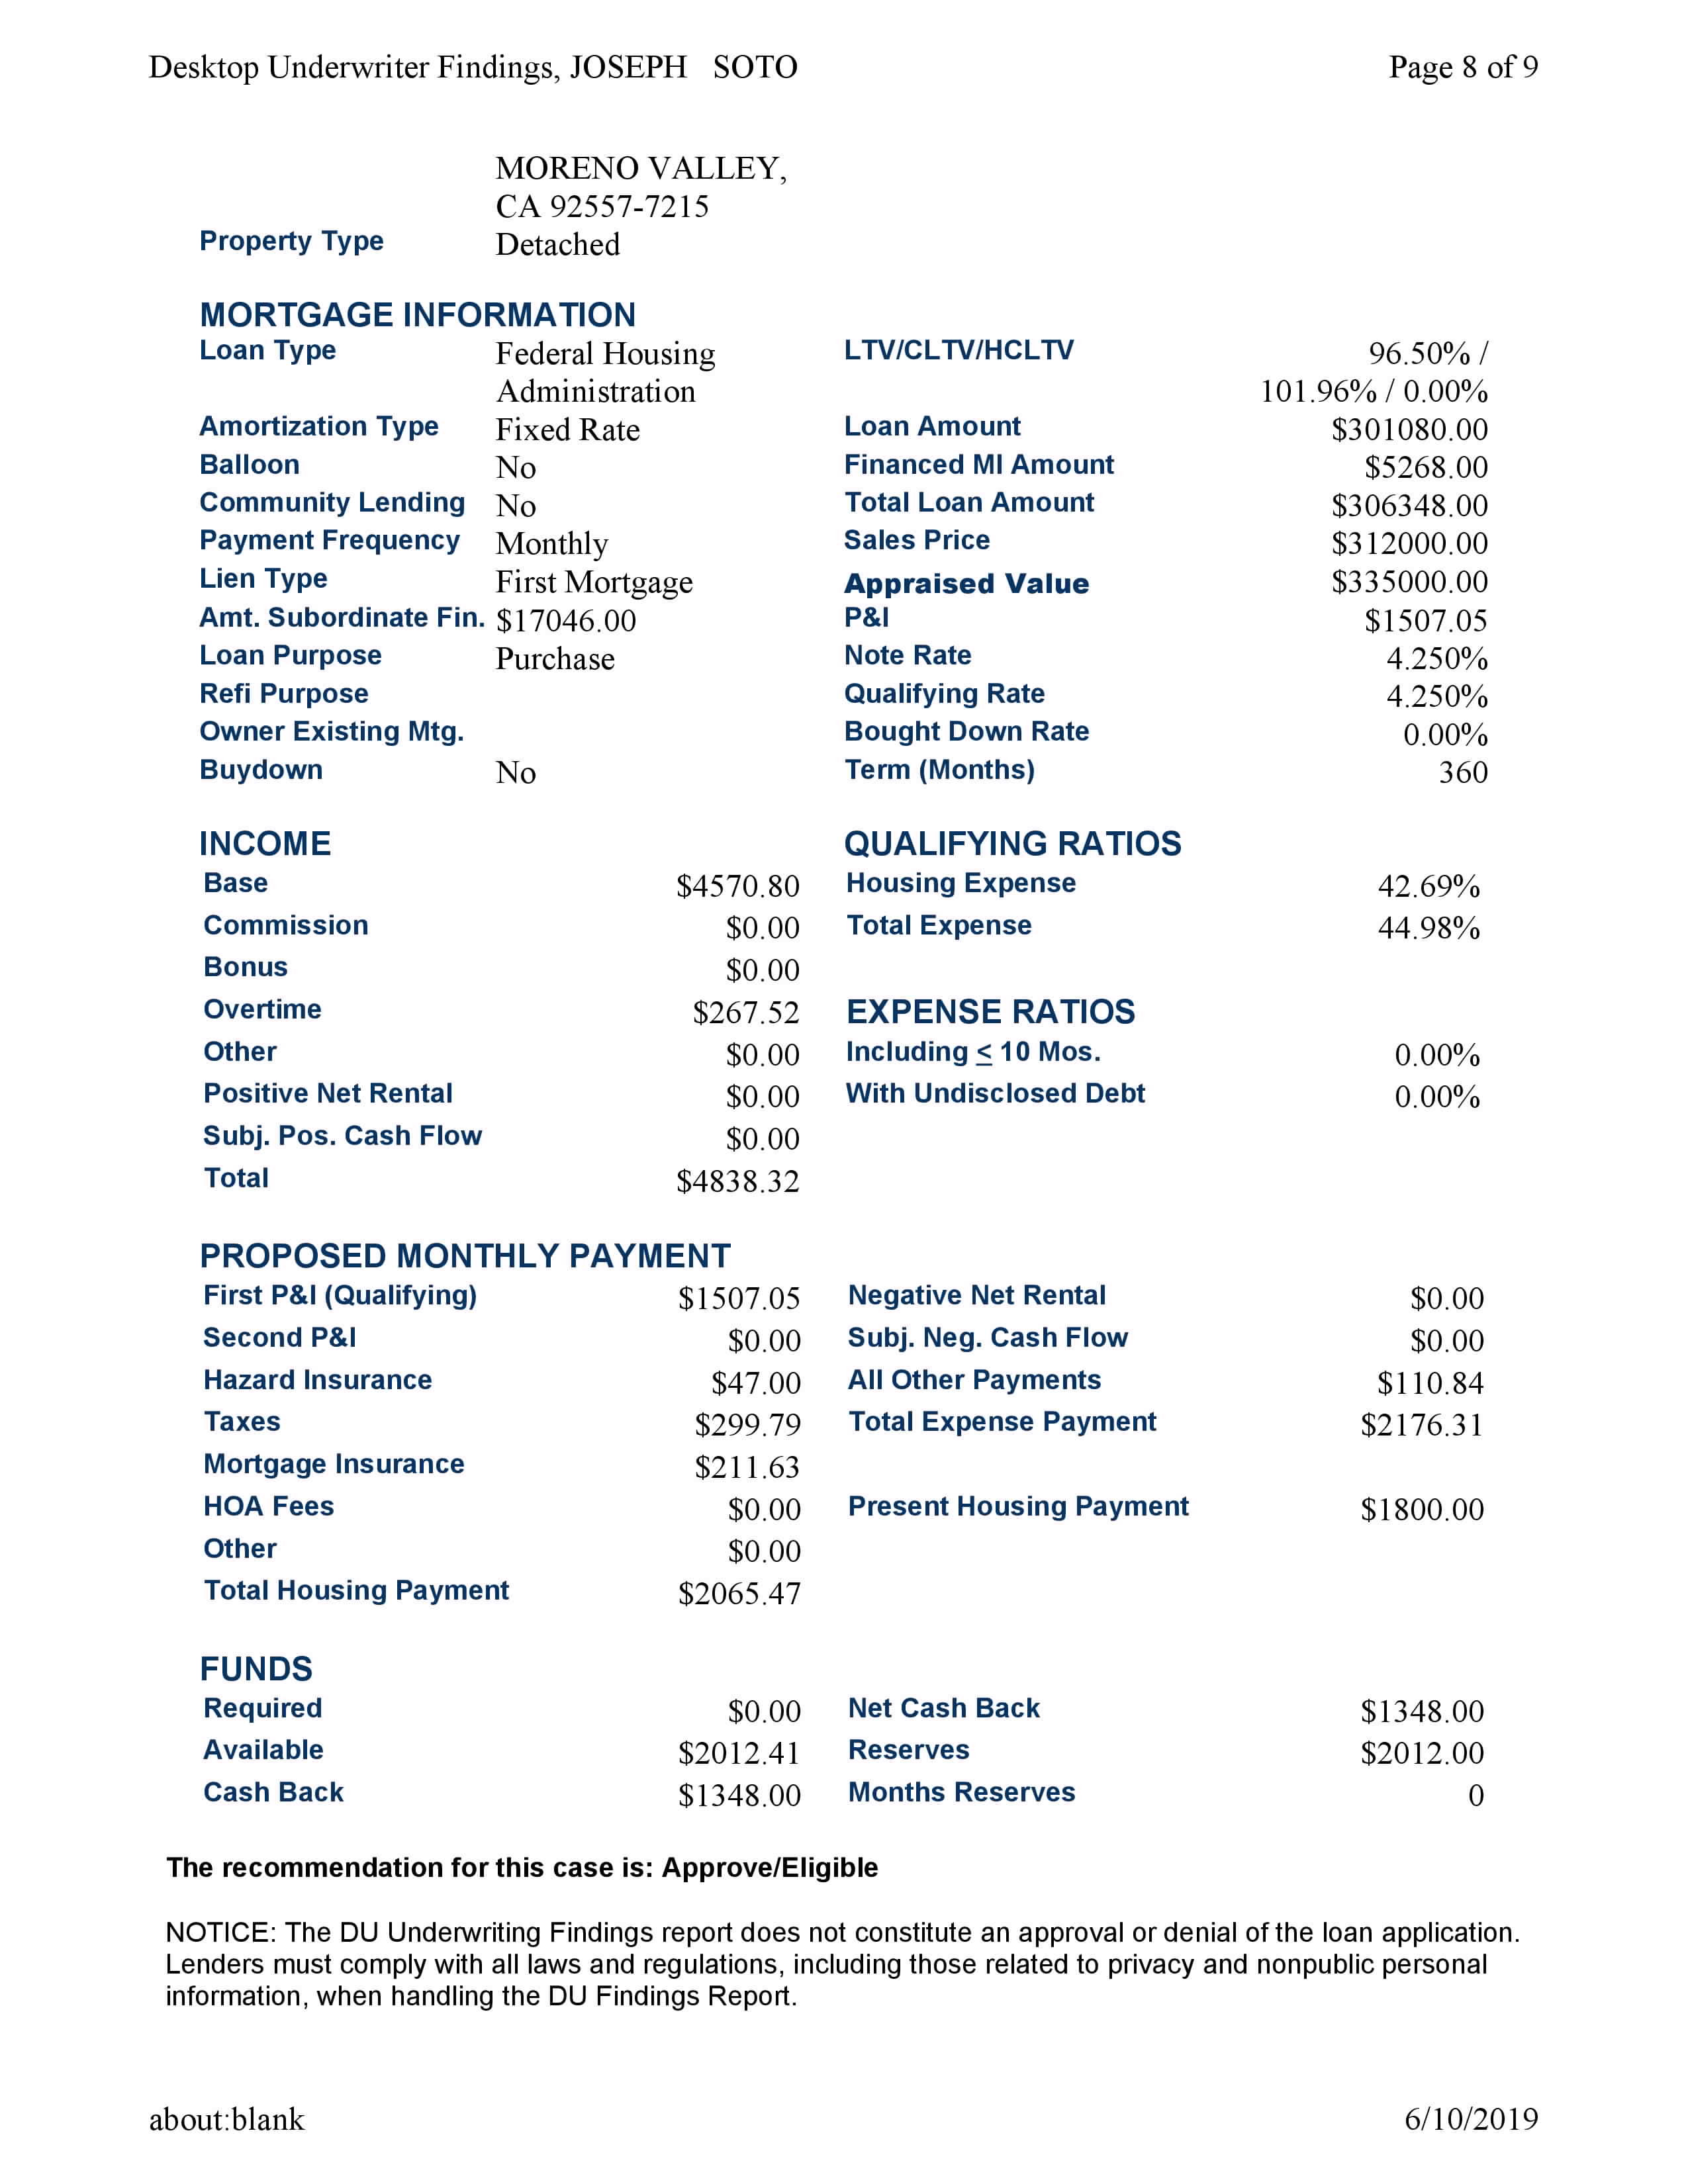 Desktop Underwriter Findings, JOSEPH SOTO Page 8 of 9
MORENO VALLEY,
CA 92557-7215
Property Type Detached
MORTGAGE INFORMATION
Loan Type Federal Housing LTV/CLTV/HCLTV 96.50% /
Administration 101.96% / 0.00%
Amortization Type Fixed Rate Loan Amount $301080.00
Balloon No Financed MI Amount $5268.00
Community Lending No Total Loan Amount $306348.00
Payment Frequency Monthly Sales Price $312000.00
Lien Type First Mortgage Appraised Value $335000.00
Amt. Subordinate Fin. $17046.00 P&I $1507.05
Loan Purpose Purchase Note Rate 4.250%
Refi Purpose Qualifying Rate 4.250%
Owner Existing Mtg. Bought Down Rate 0.00%
Buydown No Term (Months) 360
INCOME QUALIFYING RATIOS
Base $4570.80 Housing Expense 42.69%
Commission $0.00 Total Expense 44.98%
Bonus $0.00
Overtime $267.52 EXPENSE RATIOS
Other $0.00 Including ≤ 10 Mos. 0.00%
Positive Net Rental $0.00 With Undisclosed Debt 0.00%
Subj. Pos. Cash Flow $0.00
Total $4838.32
PROPOSED MONTHLY PAYMENT
First P&I (Qualifying) $1507.05 Negative Net Rental $0.00
Second P&I $0.00 Subj. Neg. Cash Flow $0.00
Hazard Insurance $47.00 All Other Payments $110.84
Taxes $299.79 Total Expense Payment $2176.31
Mortgage Insurance $211.63
HOA Fees $0.00 Present Housing Payment $1800.00
Other $0.00
Total Housing Payment $2065.47
FUNDS
Required $0.00 Net Cash Back $1348.00
Available $2012.41 Reserves $2012.00
Cash Back $1348.00 Months Reserves 0
The recommendation for this case is: Approve/Eligible
NOTICE: The DU Underwriting Findings report does not constitute an approval or denial of the loan application.
Lenders must comply with all laws and regulations, including those related to privacy and nonpublic personal
information, when handling the DU Findings Report.
about:blank 6/10/2019